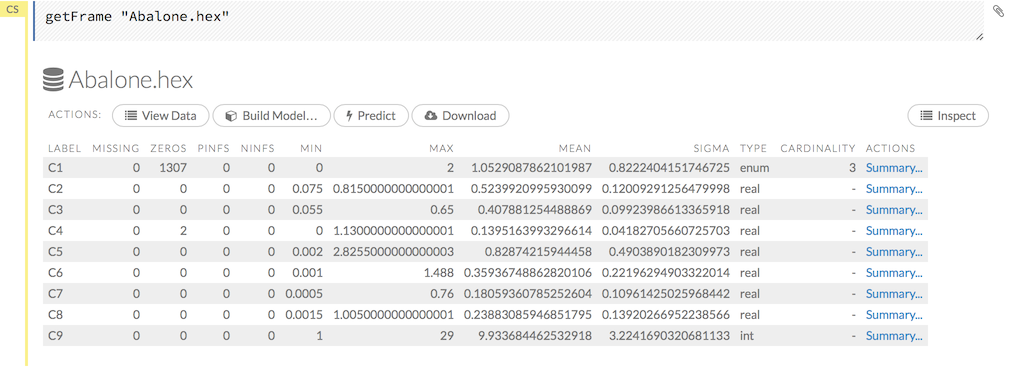 CS
getFrame "Abalone.hex"
Abalone.hex
ACTIONS: View Data Build Model... Predict Download Inspect
LABEL MISSING ZEROS PINFS NINFS MIN MAX MEAN SIGMA TYPE CARDINALITY ACTIONS
C1 0 1307 0 0 0 2 1.0529087862101987 0.8222404151746725 enum 3 Summary...
C2 0 0 0 0 0.075 0.8150000000000001 0.5239920995930099 0.12009291256479998 real - Summary...
C3 0 0 0 0 0.055 0.65 0.407881254488869 0.09923986613365918 real - Summary...
C4 0 2 0 0 0 1.1300000000000001 0.1395163993296614 0.04182705660725703 real - Summary...
C5 0 0 0 0 0.002 2.8255000000000003 0.82874215944458 0.4903890182309973 real - Summary...
C6 0 0 0 0 0.001 1.488 0.35936748862820106 0.22196294903322014 real - Summary...
C7 0 0 0 0 0.0005 0.76 0.18059360785252604 0.10961425025968442 real - Summary...
C8 0 0 0 0 0.0015 1.0050000000000001 0.23883085946851795 0.13920266952238566 real - Summary...
C9 0 0 0 0 1 29 9.933684462532918 3.2241690320681133 int - Summary...